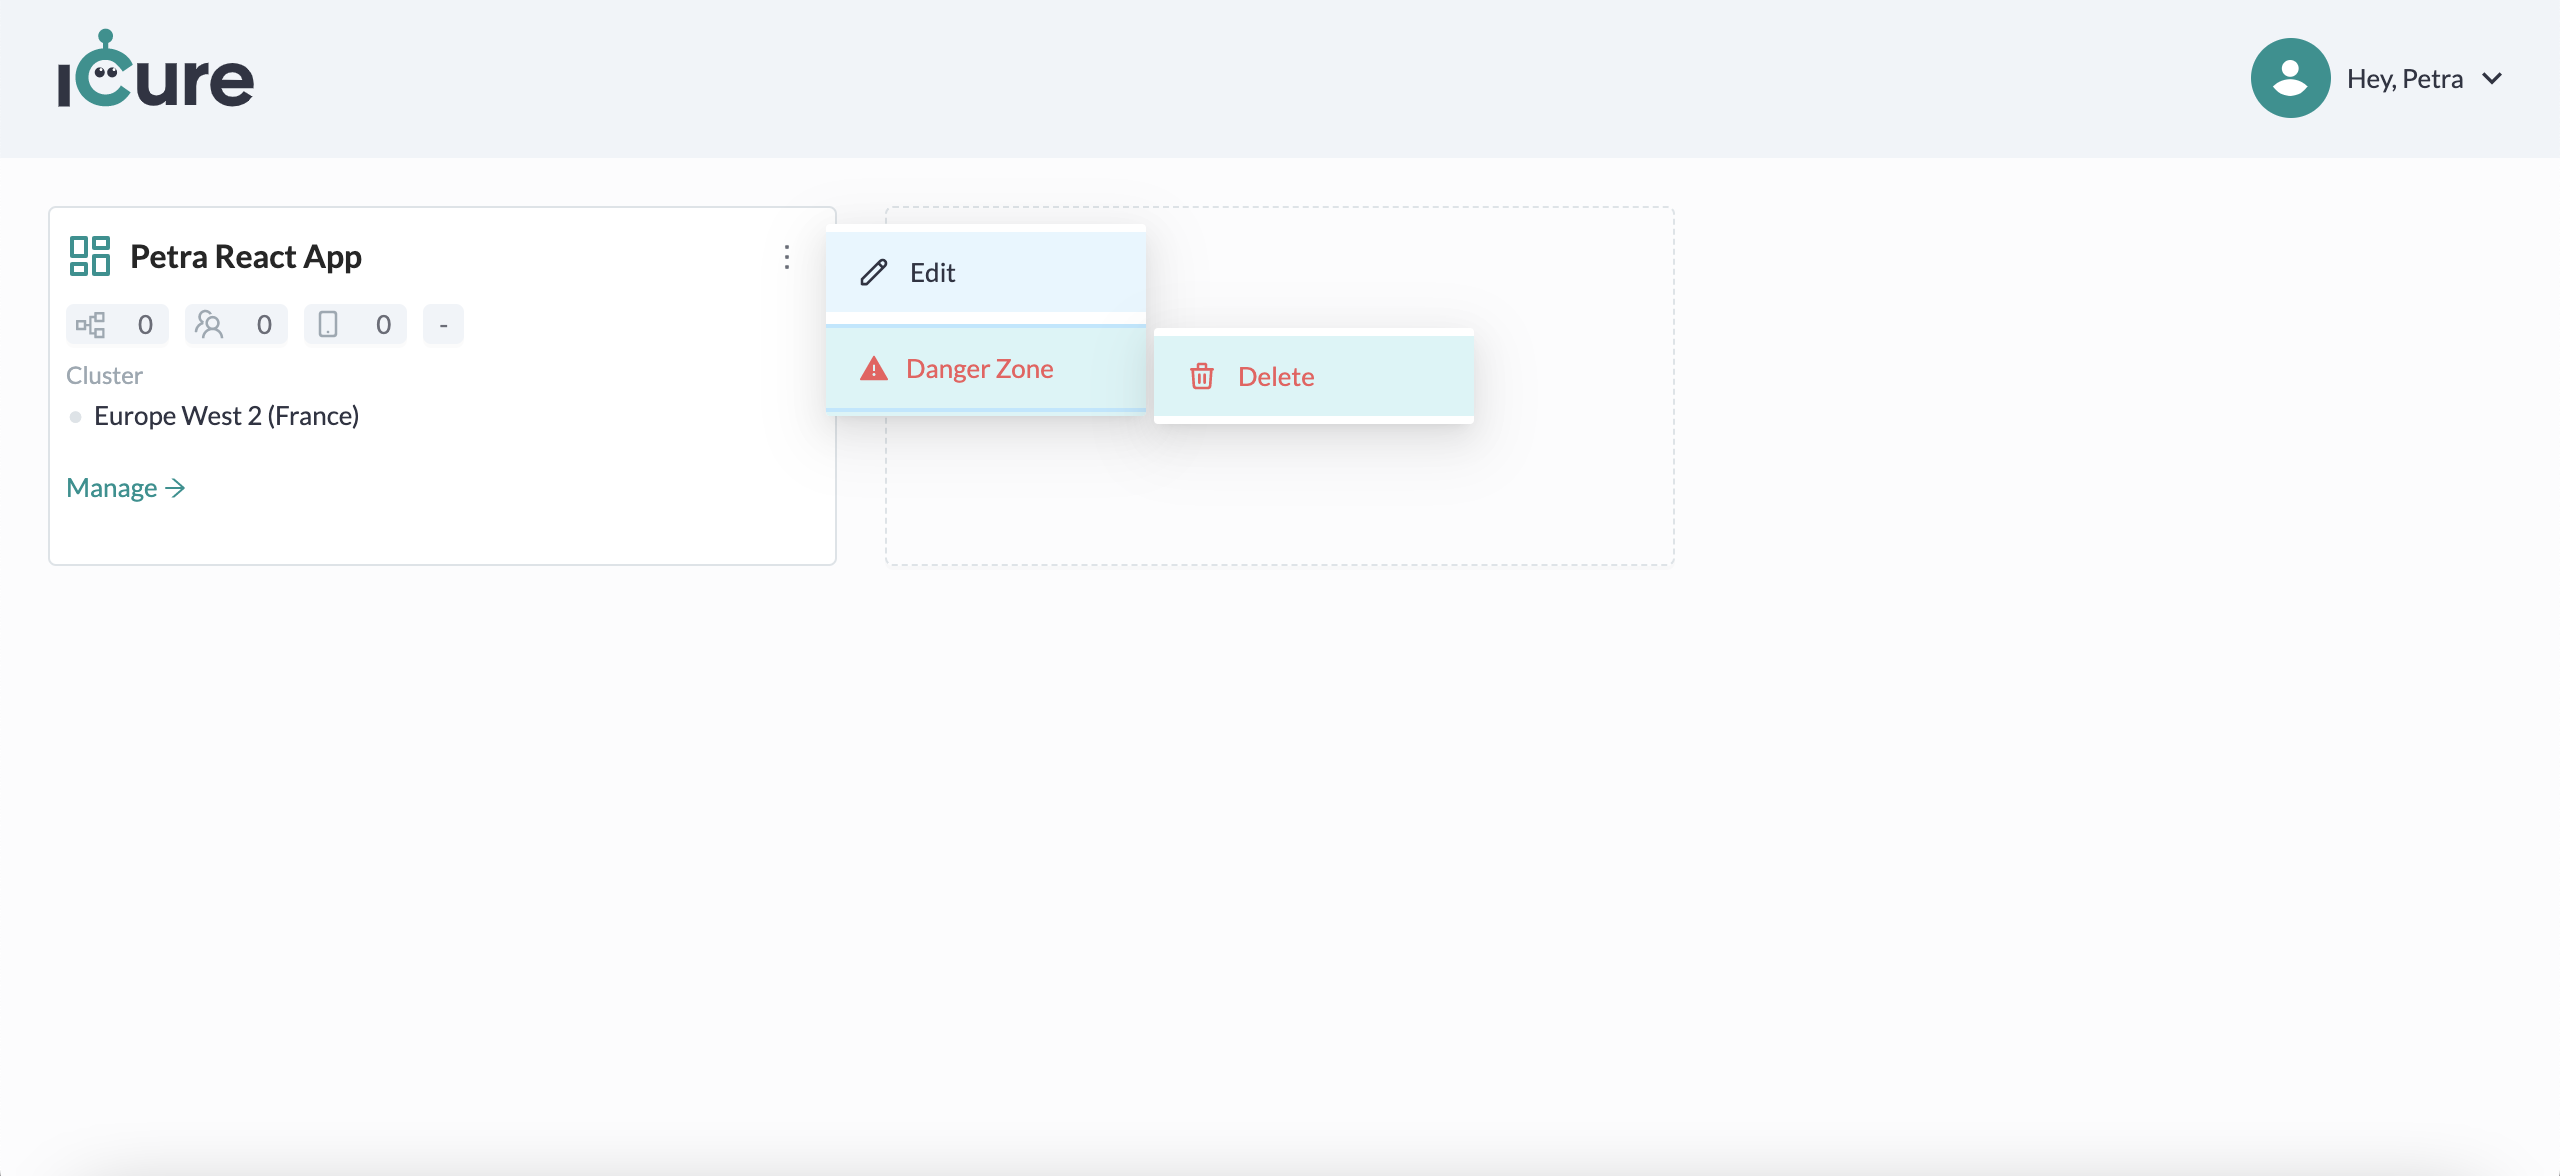 iCure
Hey, Petra
Petra React App
0 0 0 -
Cluster
Europe West 2 (France)
Manage
Edit
Danger Zone
Delete